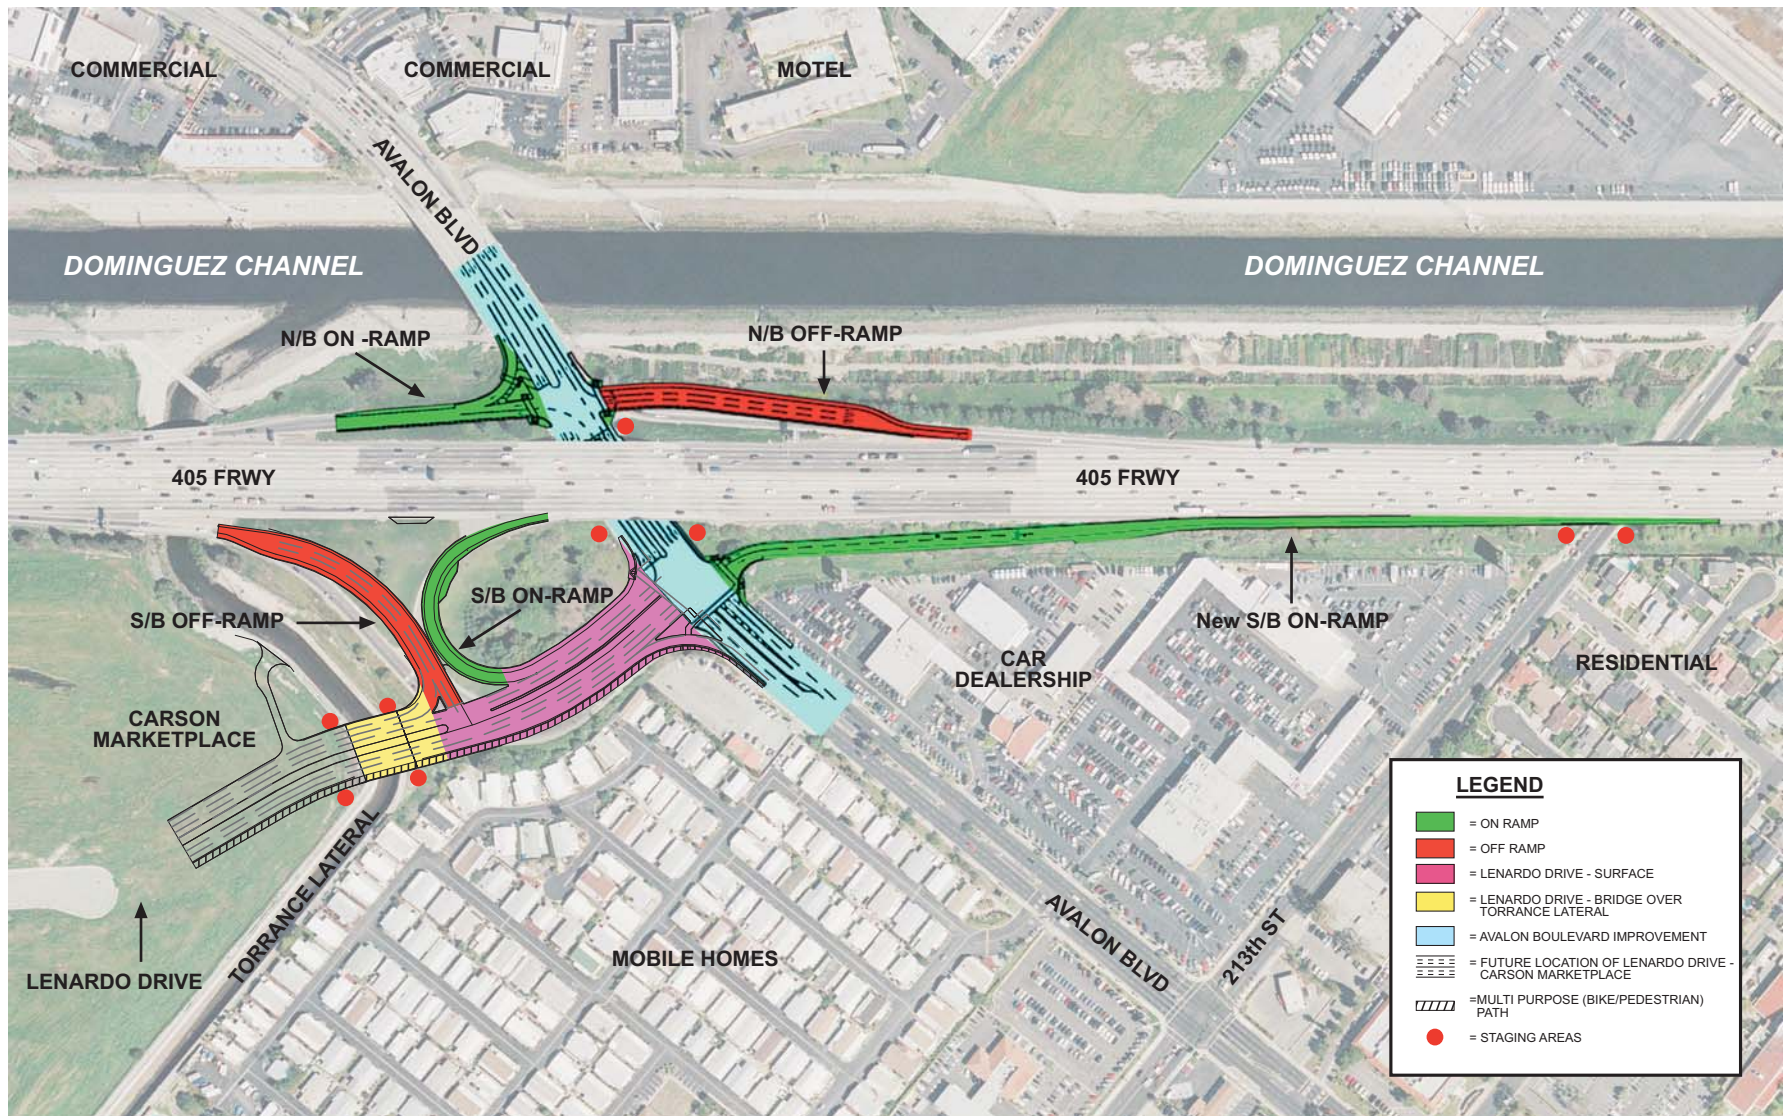 COMMERCIAL
COMMERCIAL
MOTEL
AVALON BLVD
DOMINGUEZ CHANNEL
DOMINGUEZ CHANNEL
N/B ON -RAMP
N/B OFF-RAMP
405 FRWY
405 FRWY
S/B OFF-RAMP
S/B ON-RAMP
New S/B ON-RAMP
CAR
DEALERSHIP
RESIDENTIAL
CARSON
MARKETPLACE
TORRANCE LATERAL
LENARDO DRIVE
MOBILE HOMES
AVALON BLVD
213th ST
LEGEND
= ON RAMP
= OFF RAMP
= LENARDO DRIVE - SURFACE
= LENARDO DRIVE - BRIDGE OVER
TORRANCE LATERAL
= AVALON BOULEVARD IMPROVEMENT
= FUTURE LOCATION OF LENARDO DRIVE -
CARSON MARKETPLACE
=MULTI PURPOSE (BIKE/PEDESTRIAN)
PATH
= STAGING AREAS